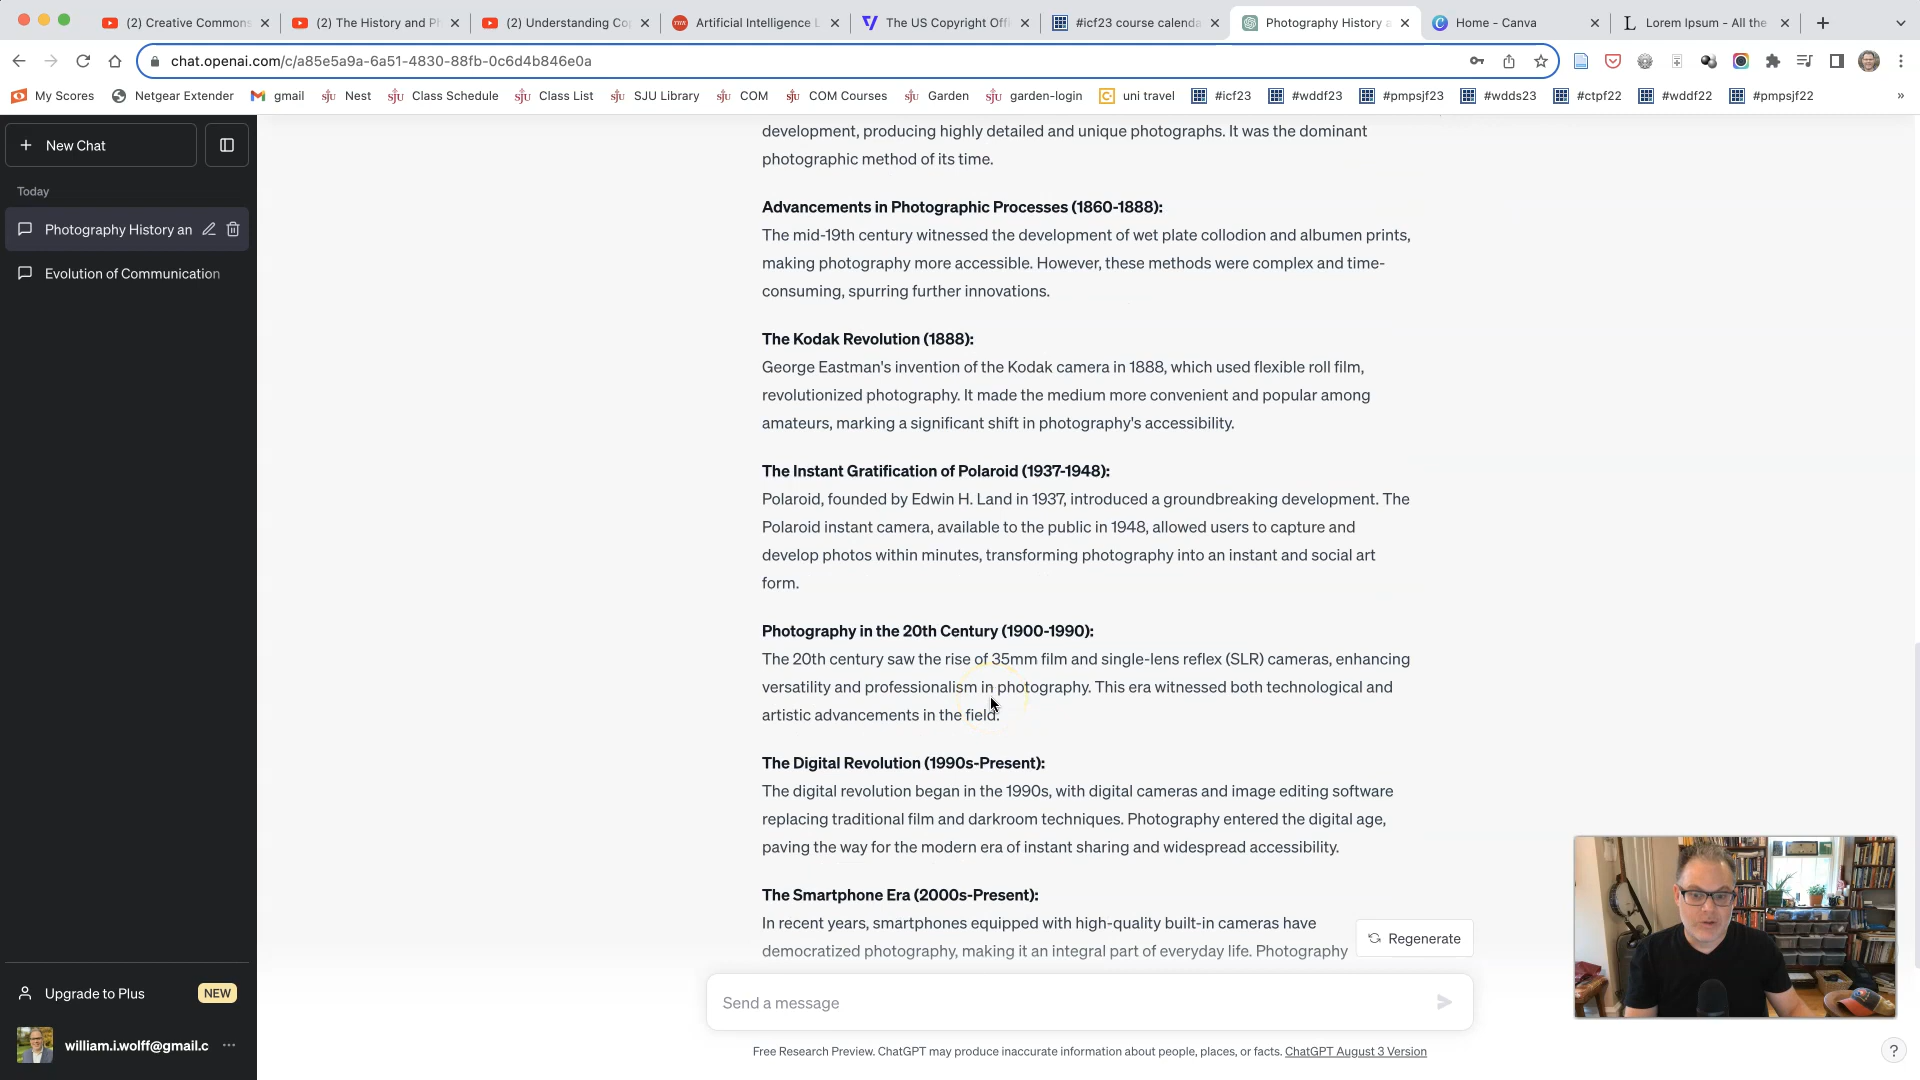 (2) Creative Commons
(2) The History and Ph
(2) Understanding Co
Artificial Intelligence L
The US Copyright Offi
#icf23 course calenda
Photography History a
Home - Canva
Lorem Ipsum - All the
chat.openai.com/c/a85e5a9a-6a51-4830-88fb-0c6d4b846e0a
My Scores
Netgear Extender
gmail
Nest
Class Schedule
Class List
SJU Library
COM
COM Courses
Garden
garden-login
uni travel
#icf23
#wddf23
#pmpsjf23
#wdds23
#ctpf22
#wddf22
#pmpsjf22
»
New Chat
Today
Photography History an
Evolution of Communication
development, producing highly detailed and unique photographs. It was the dominant
photographic method of its time.
Advancements in Photographic Processes (1860-1888):
The mid-19th century witnessed the development of wet plate collodion and albumen prints,
making photography more accessible. However, these methods were complex and time-
consuming, spurring further innovations.
The Kodak Revolution (1888):
George Eastman's invention of the Kodak camera in 1888, which used flexible roll film,
revolutionized photography. It made the medium more convenient and popular among
amateurs, marking a significant shift in photography's accessibility.
The Instant Gratification of Polaroid (1937-1948):
Polaroid, founded by Edwin H. Land in 1937, introduced a groundbreaking development. The
Polaroid instant camera, available to the public in 1948, allowed users to capture and
develop photos within minutes, transforming photography into an instant and social art
form.
Photography in the 20th Century (1900-1990):
The 20th century saw the rise of 35mm film and single-lens reflex (SLR) cameras, enhancing
versatility and professionalism in photography. This era witnessed both technological and
artistic advancements in the field.
The Digital Revolution (1990s-Present):
The digital revolution began in the 1990s, with digital cameras and image editing software
replacing traditional film and darkroom techniques. Photography entered the digital age,
paving the way for the modern era of instant sharing and widespread accessibility.
The Smartphone Era (2000s-Present):
In recent years, smartphones equipped with high-quality built-in cameras have
democratized photography, making it an integral part of everyday life. Photography
Regenerate
Send a message
Free Research Preview. ChatGPT may produce inaccurate information about people, places, or facts. ChatGPT August 3 Version
Upgrade to Plus
NEW
william.i.wolff@gmail.c
?